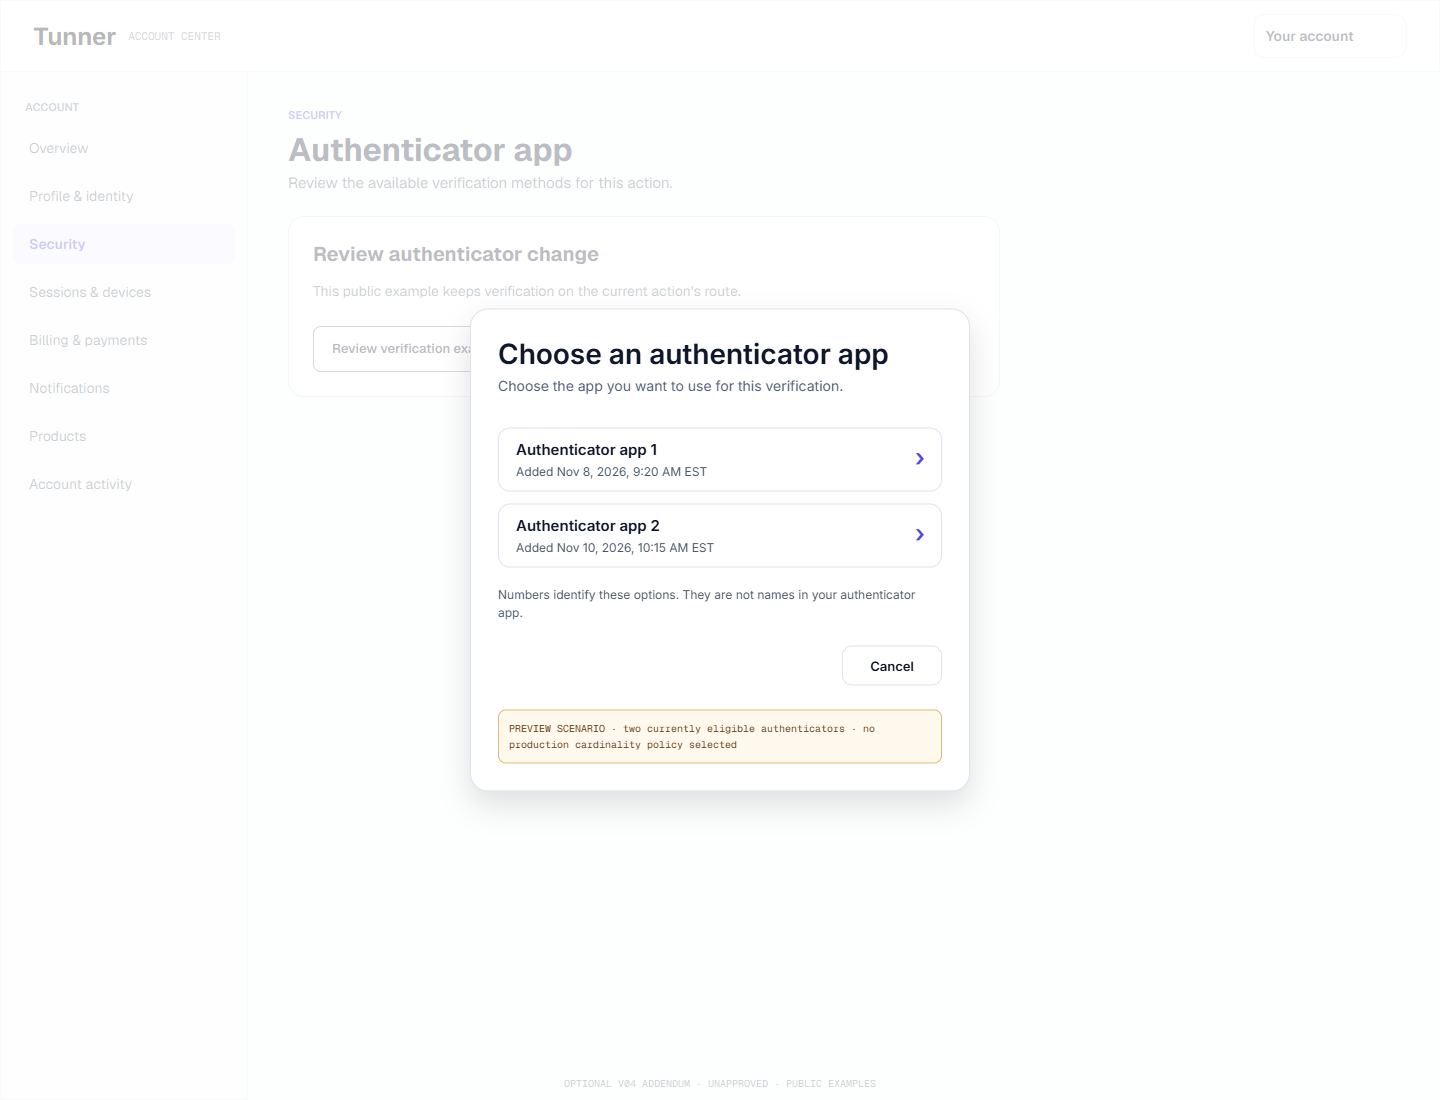 Tunner ACCOUNT CENTER
Your account
ACCOUNT
Overview
Profile & identity
Security
Sessions & devices
Billing & payments
Notifications
Products
Account activity
SECURITY
Authenticator app
Review the available verification methods for this action.
Review authenticator change
This public example keeps verification on the current action's route.
Review verification exa
Choose an authenticator app
Choose the app you want to use for this verification.
Authenticator app 1
Added Nov 8, 2026, 9:20 AM EST
Authenticator app 2
Added Nov 10, 2026, 10:15 AM EST
Numbers identify these options. They are not names in your authenticator
app.
Cancel
PREVIEW SCENARIO · two currently eligible authenticators · no
production cardinality policy selected
OPTIONAL V04 ADDENDUM · UNAPPROVED · PUBLIC EXAMPLES